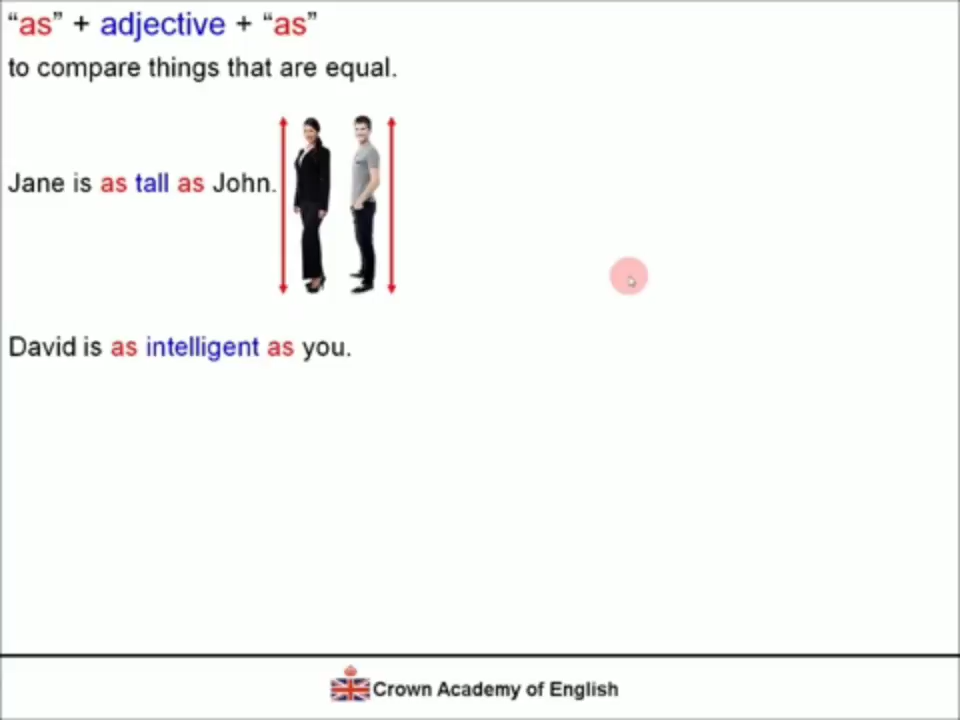 “as” + adjective + “as”
to compare things that are equal.
Jane is as tall as John.
David is as intelligent as you.
Crown Academy of English